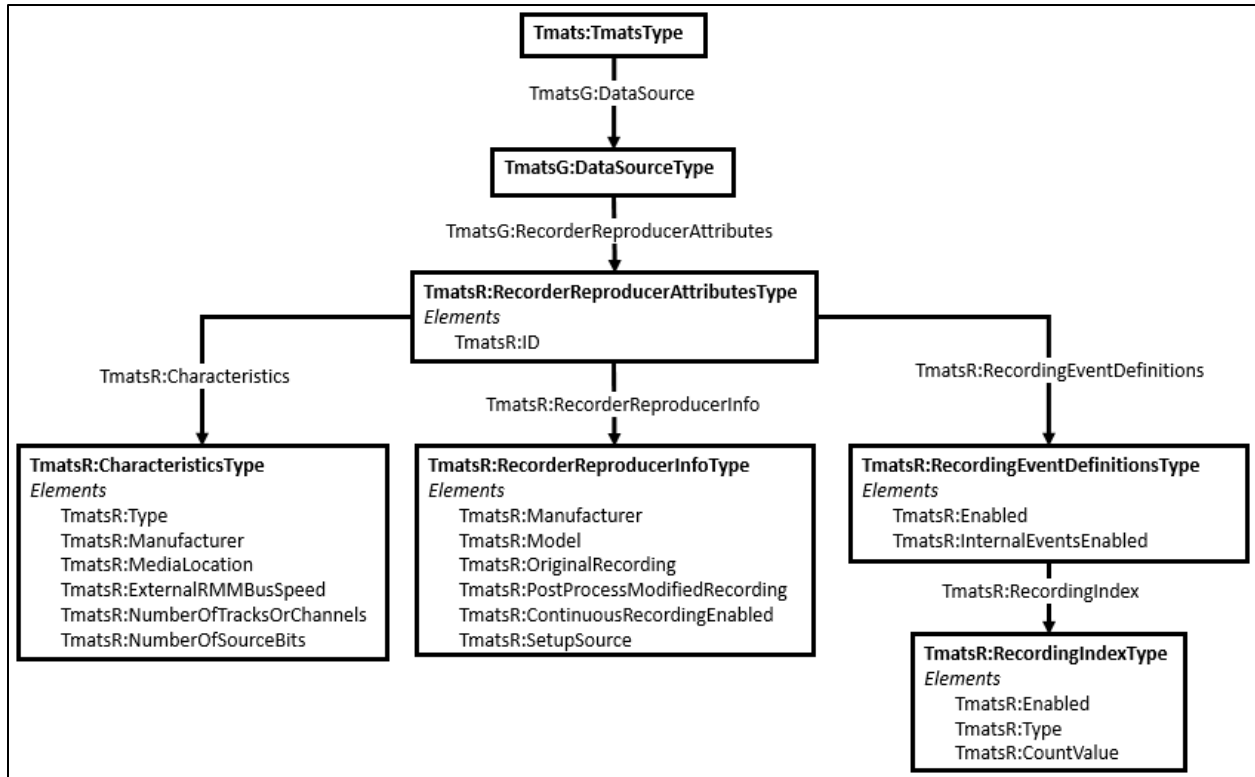 Tmats:TmatsType
TmatsG:DataSource
TmatsG:DataSourceType
TmatsG:RecorderReproducerAttributes
TmatsR:RecorderReproducerAttributesType
Elements
TmatsR:ID
TmatsR:Characteristics
TmatsR:RecorderReproducerInfo
TmatsR:RecordingEventDefinitions
TmatsR:CharacteristicsType
Elements
TmatsR:Type
TmatsR:Manufacturer
TmatsR:MediaLocation
TmatsR:ExternalRMMBusSpeed
TmatsR:NumberOfTracksOrChannels
TmatsR:NumberOfSourceBits
TmatsR:RecorderReproducerInfoType
Elements
TmatsR:Manufacturer
TmatsR:Model
TmatsR:OriginalRecording
TmatsR:PostProcessModifiedRecording
TmatsR:ContinuousRecordingEnabled
TmatsR:SetupSource
TmatsR:RecordingEventDefinitionsType
Elements
TmatsR:Enabled
TmatsR:InternalEventsEnabled
TmatsR:RecordingIndex
TmatsR:RecordingIndexType
Elements
TmatsR:Enabled
TmatsR:Type
TmatsR:CountValue